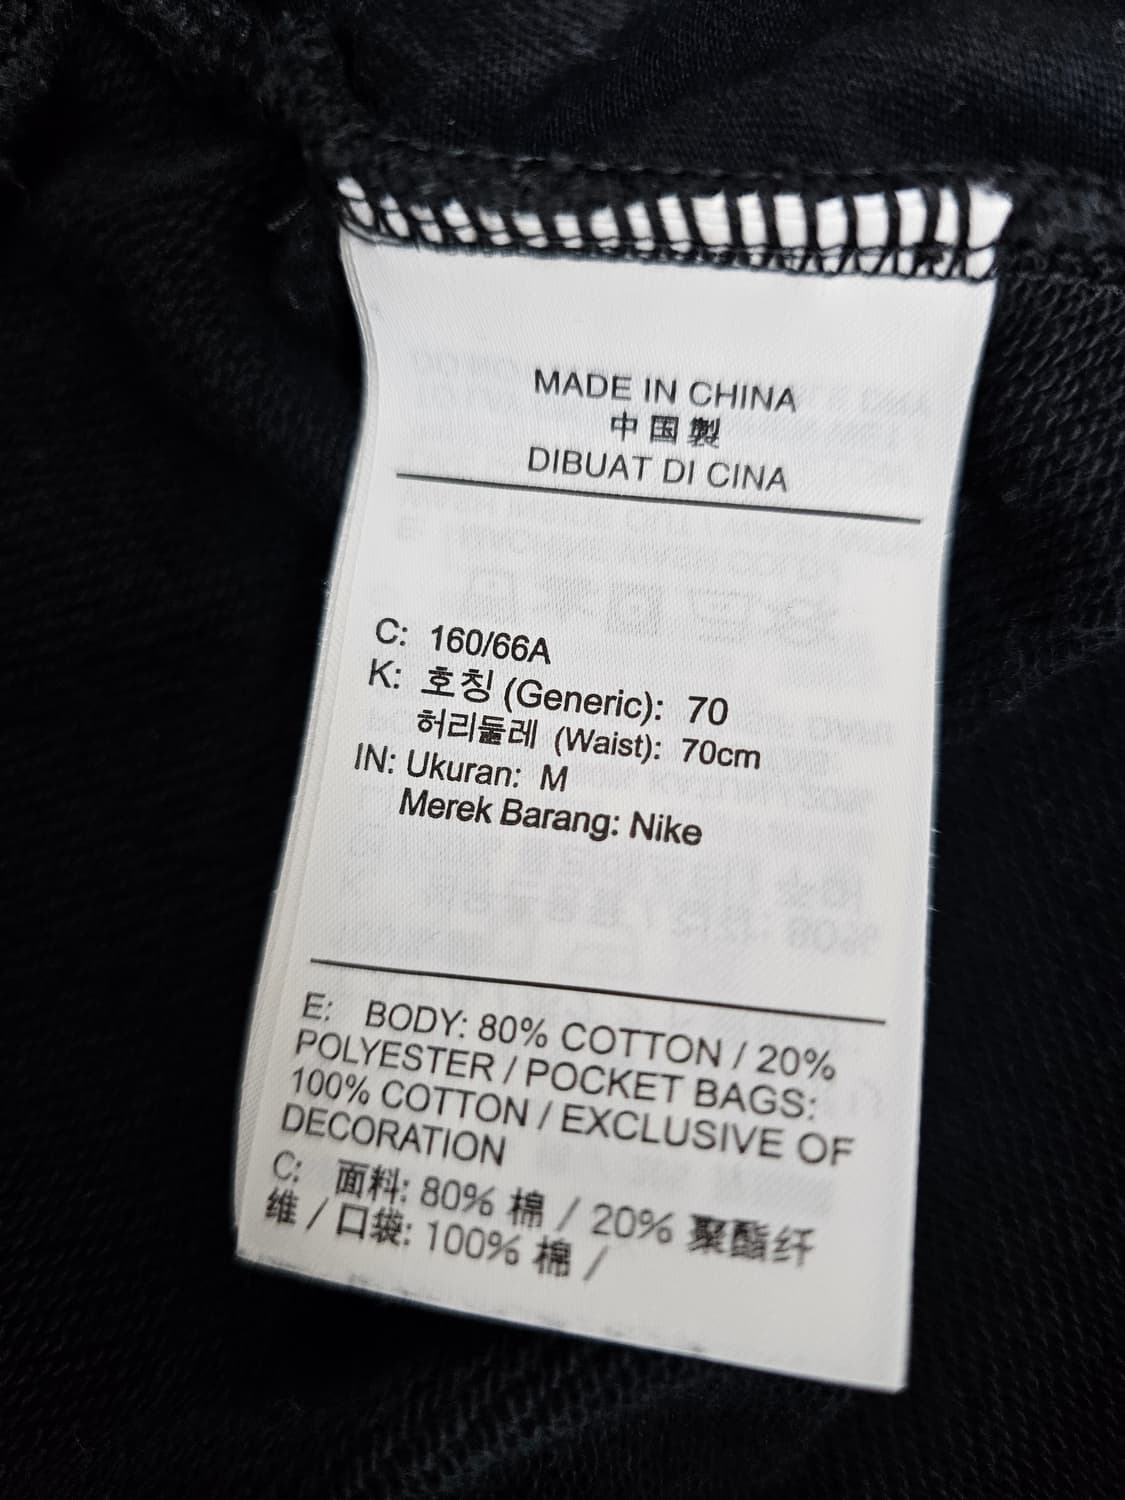 MADE IN CHINA
中国製
DIBUAT DI CINA
C: 160/66A
K: 호칭 (Generic): 70
허리둘레 (Waist): 70cm
IN: Ukuran: M
Merek Barang: Nike
E: BODY: 80% COTTON / 20%
POLYESTER / POCKET BAGS:
100% COTTON / EXCLUSIVE OF
DECORATION
C: 面料: 80% 棉 / 20% 聚酯纤
维 / 口袋: 100% 棉 /